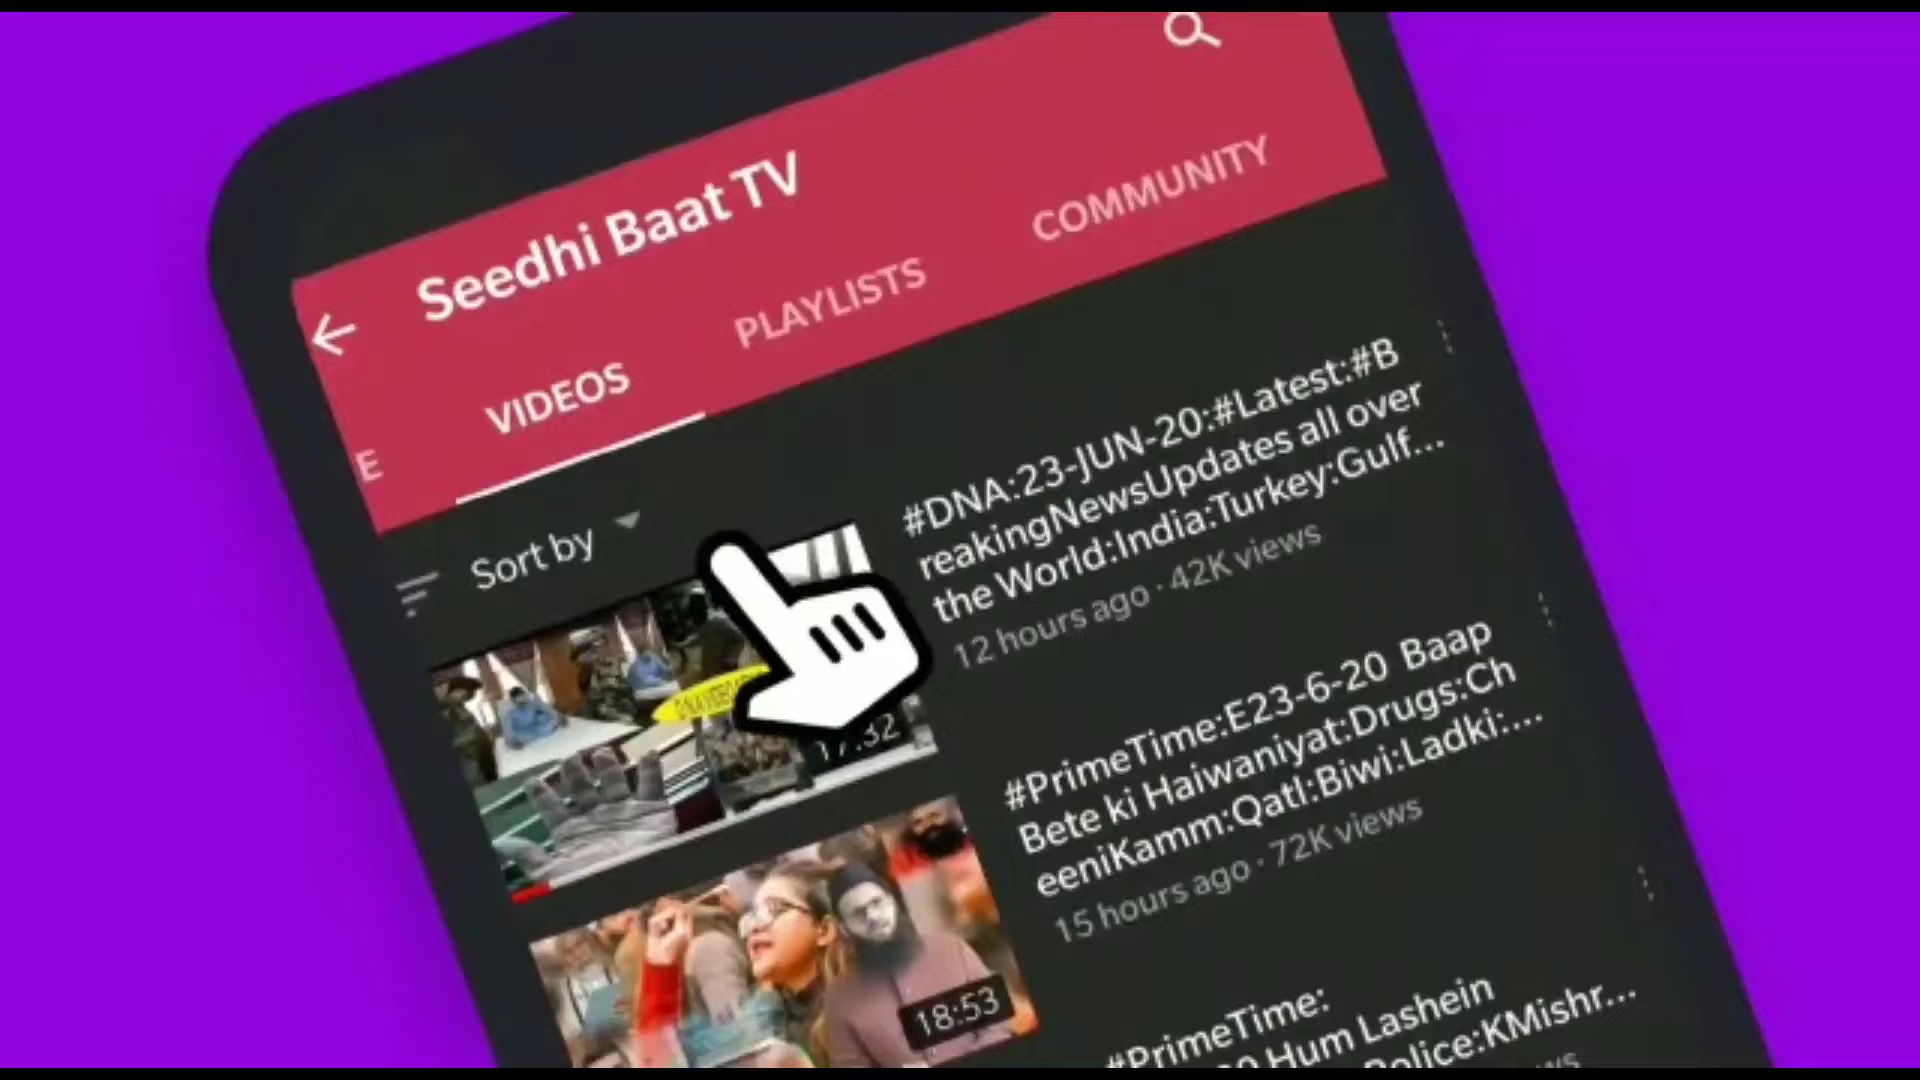 Seedhi Baat TV
E
VIDEOS
PLAYLISTS
COMMUNITY
Sort by
#DNA:23-JUN-20:#Latest:#B
reakingNewsUpdates all over
the World:India:Turkey:Gulf...
12 hours ago · 42K views
17:32
#PrimeTime:E23-6-20 Baap
Bete ki Haiwaniyat:Drugs:Ch
eeniKamm:Qatl:Biwi:Ladki:...
15 hours ago · 72K views
18:53
#PrimeTime:
Hum Lashein
Police:KMishr...